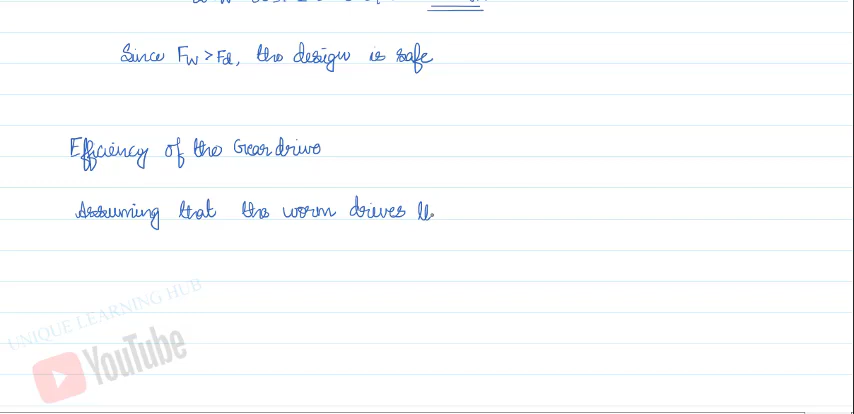 Since Fw > Fd, the design is safe
Efficiency of the Gear drive
Assuming that the worm drives
UNIQUE LEARNING HUB
YouTube